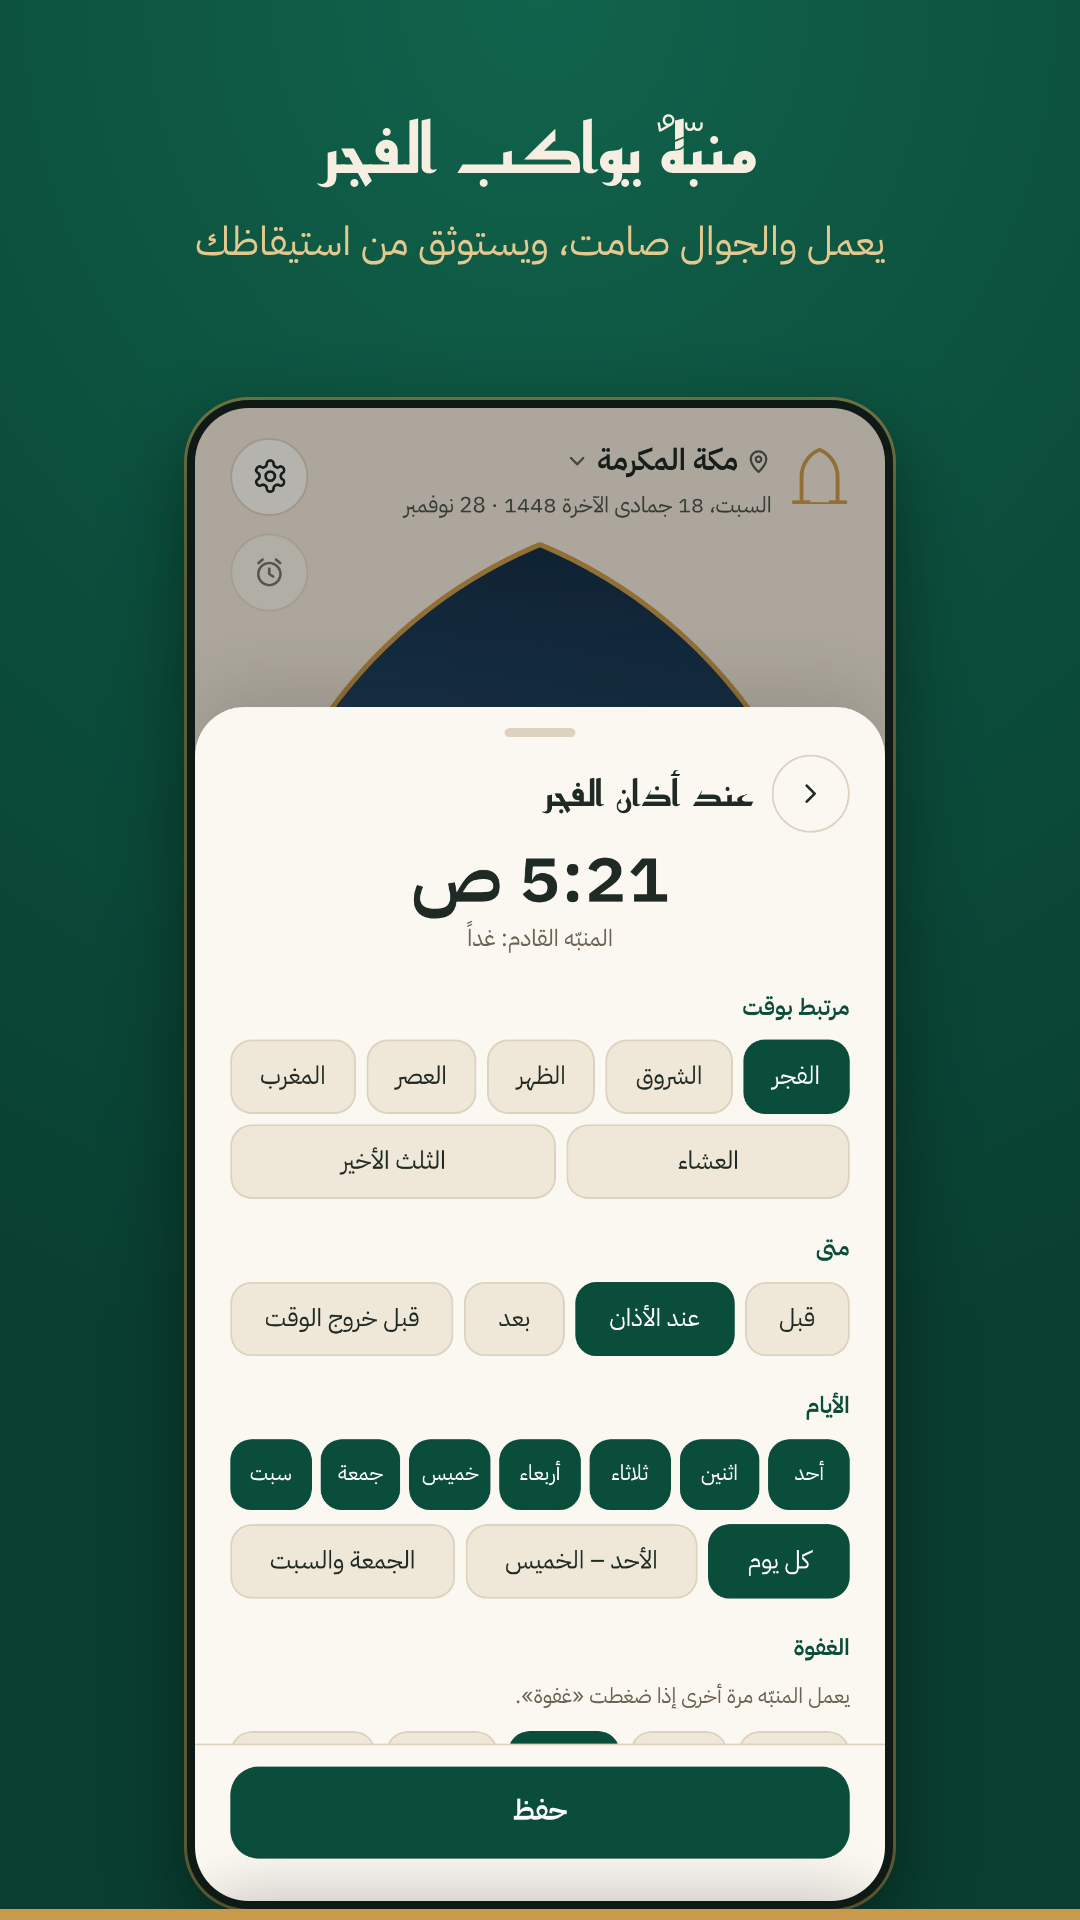 منبّهٌ يواكب الفجر
يعمل والجوال صامت، ويستوثق من استيقاظك
مكة المكرمة
السبت، 18 جمادى الآخرة 1448 · 28 نوفمبر
عند أذان الفجر
5:21 ص
المنبّه القادم: غداً
مرتبط بوقت
الفجر الشروق الظهر العصر المغرب
العشاء الثلث الأخير
متى
قبل عند الأذان بعد قبل خروج الوقت
الأيام
أحد اثنين ثلاثاء أربعاء خميس جمعة سبت
كل يوم الأحد – الخميس الجمعة والسبت
الغفوة
يعمل المنبّه مرة أخرى إذا ضغطت «غفوة».
حفظ